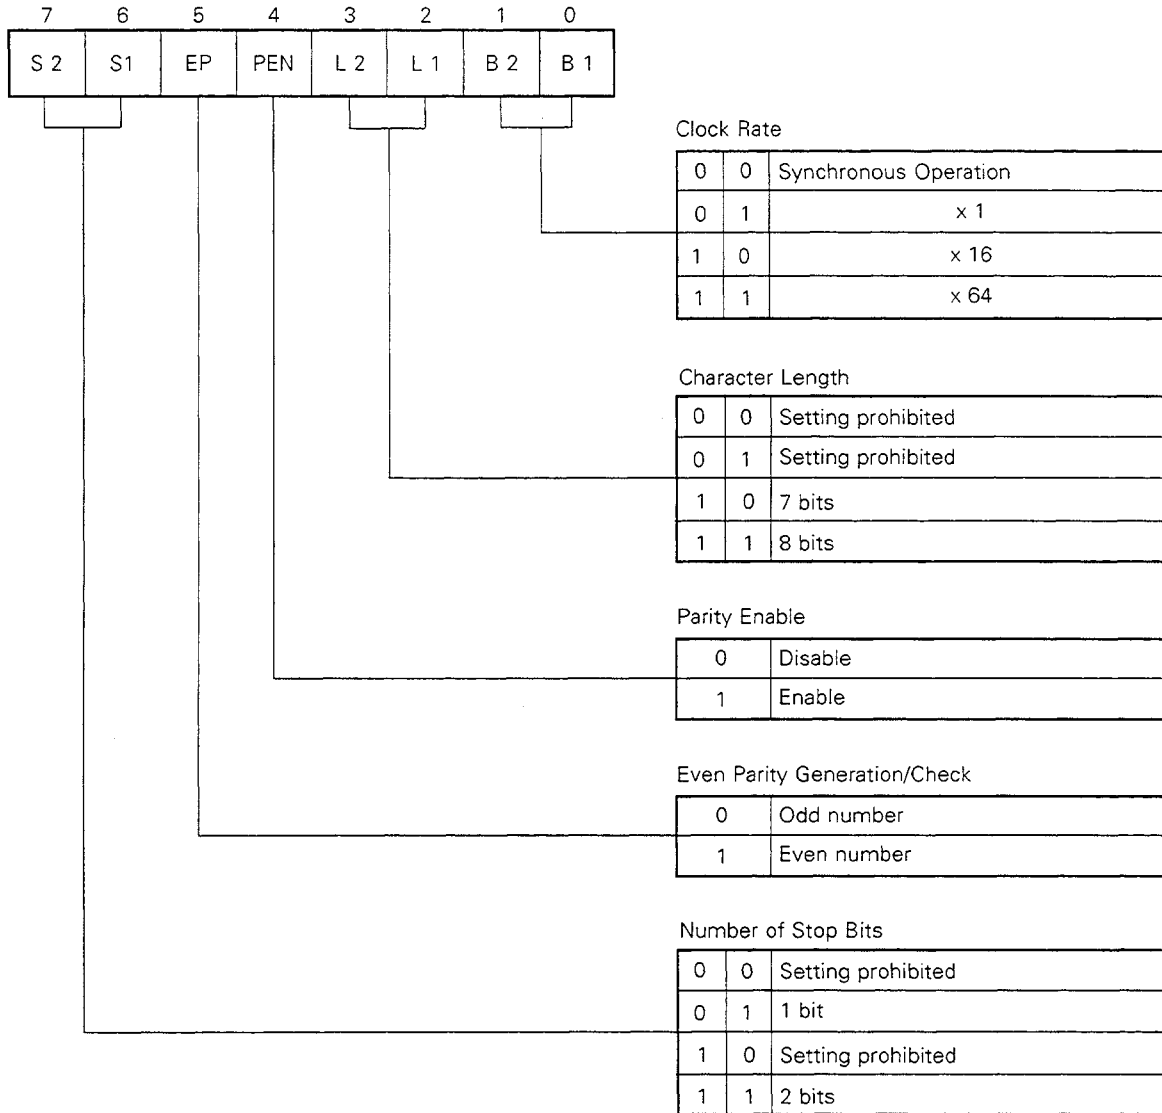 7 6 5 4 3 2 1 0
S 2 S1 EP PEN L 2 L 1 B 2 B 1
Clock Rate
0 0 Synchronous Operation
0 1 x 1
1 0 x 16
1 1 x 64
Character Length
0 0 Setting prohibited
0 1 Setting prohibited
1 0 7 bits
1 1 8 bits
Parity Enable
0 Disable
1 Enable
Even Parity Generation/Check
0 Odd number
1 Even number
Number of Stop Bits
0 0 Setting prohibited
0 1 1 bit
1 0 Setting prohibited
1 1 2 bits